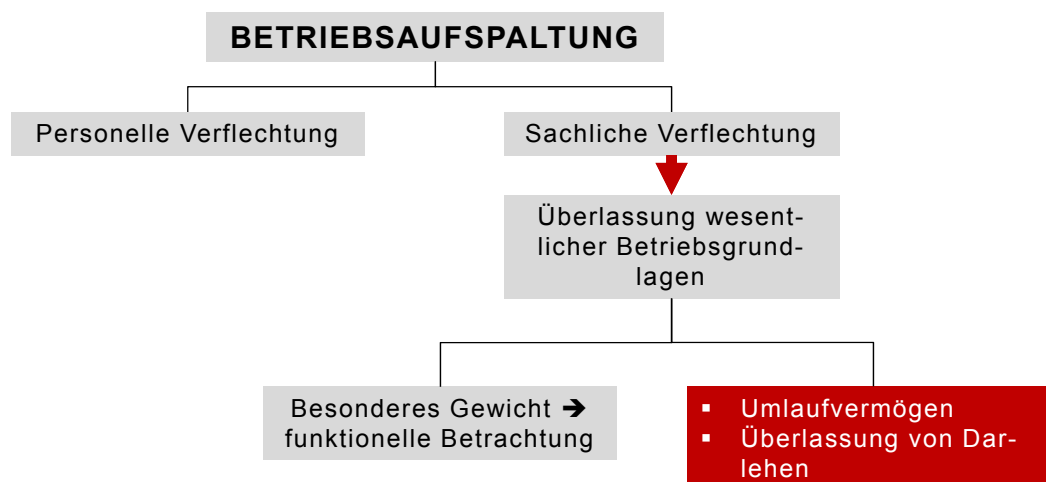 BETRIEBSAUFSPALTUNG
Personelle Verflechtung
Sachliche Verflechtung
Überlassung wesent-
licher Betriebsgrund-
lagen
Besonderes Gewicht ➔
funktionelle Betrachtung
▪ Umlaufvermögen
▪ Überlassung von Dar-
lehen